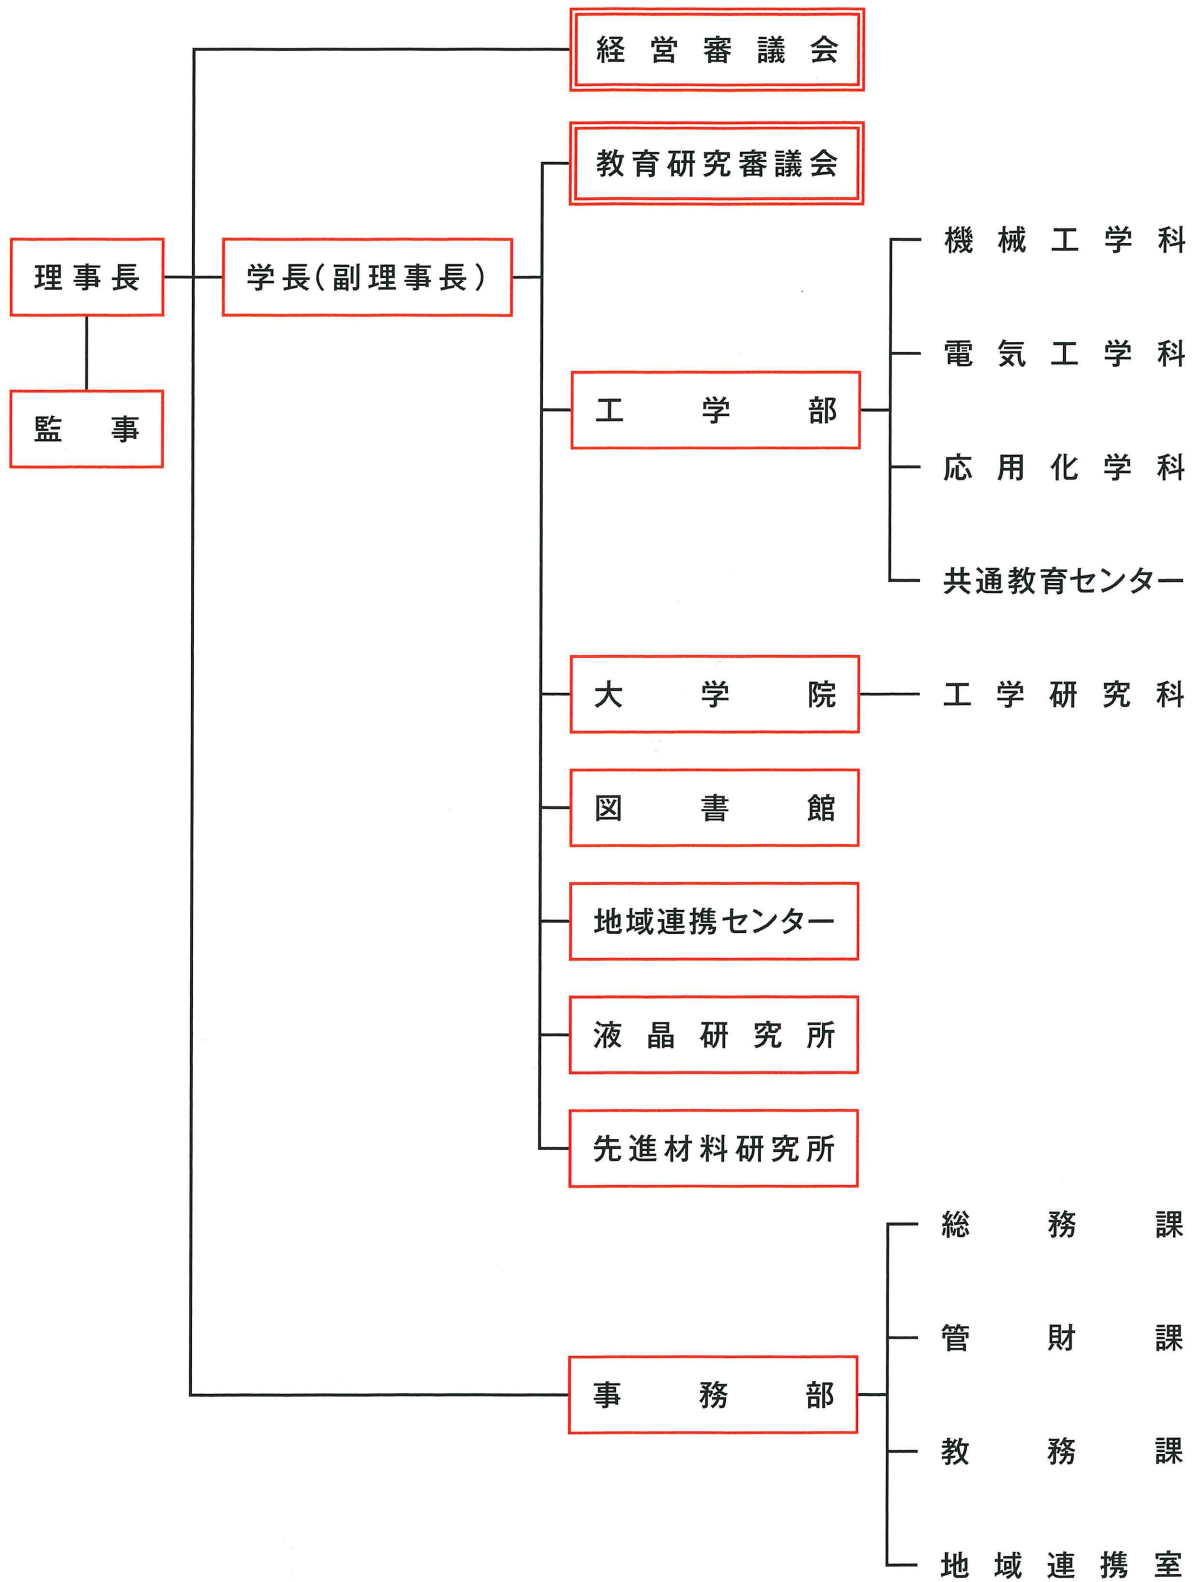 経営審議会
教育研究審議会
理事長
学長(副理事長)
監事
工学部
機械工学科
電気工学科
応用化学科
共通教育センター
大学院
工学研究科
図書館
地域連携センター
液晶研究所
先進材料研究所
事務部
総務課
管財課
教務課
地域連携室